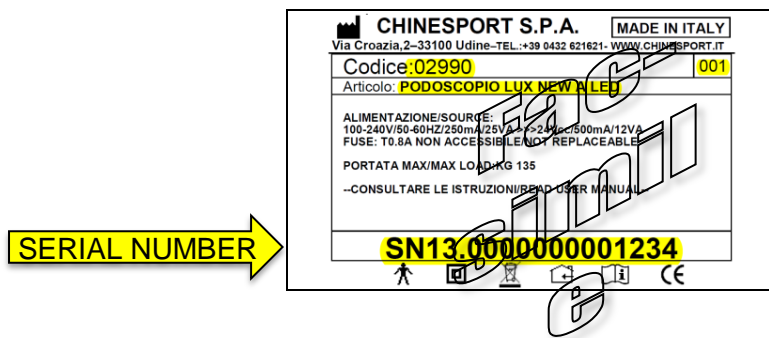 CHINESPORT S.P.A. MADE IN ITALY
Via Croazia,2–33100 Udine–TEL.:+39 0432 621621- WWW.CHINESPORT.IT
Codice:02990 001
Articolo: PODOSCOPIO LUX NEW A LED
ALIMENTAZIONE/SOURCE:
100-240V/50-60HZ/250mA/25VA >>>24Vcc/500mA/12VA
FUSE: T0.8A NON ACCESSIBILE/NOT REPLACEABLE
PORTATA MAX/MAX LOAD:KG 135
--CONSULTARE LE ISTRUZIONI/READ USER MANUAL--
SERIAL NUMBER
SN13.0000000001234
CE
Fac-
simil
e